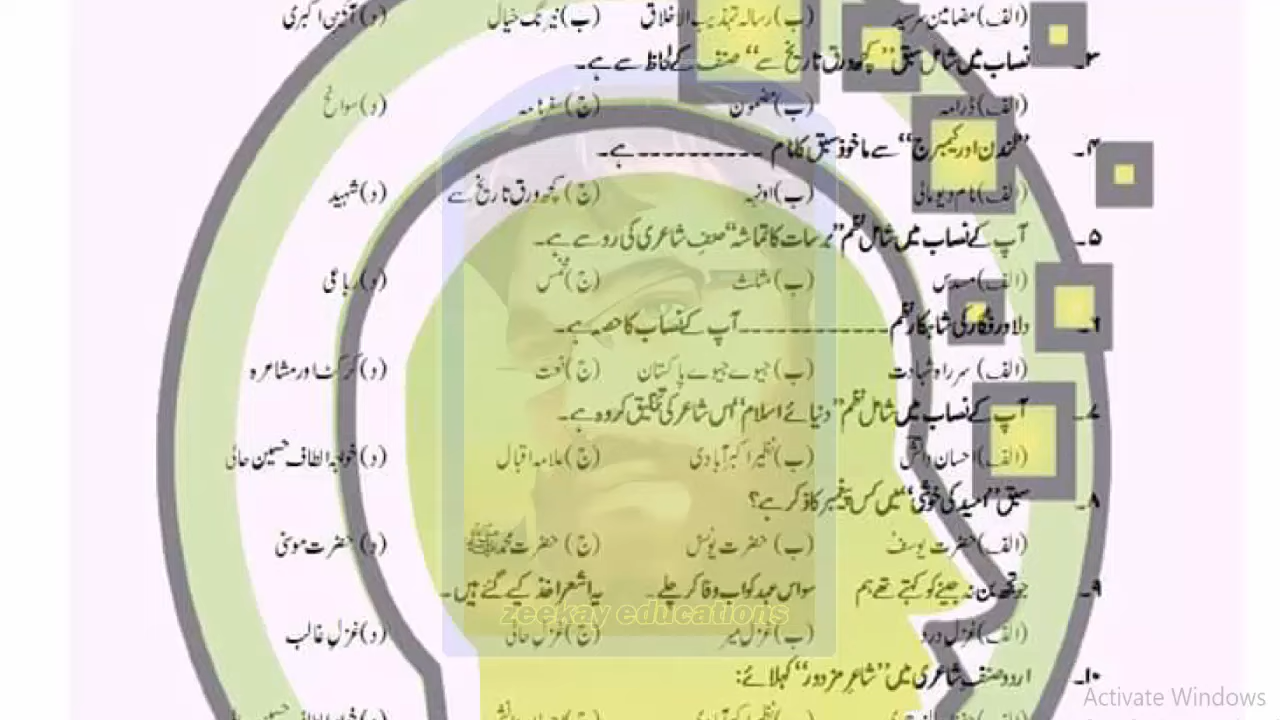 (الف) مضامین سرسید (ب) رسالہ تہذیب الاخلاق (ب) نیرنگ خیال (د) آئین اکبری
۳۔ نصاب میں شامل سبق ”کچھ ورق تاریخ سے“ صنف کے لحاظ سے ہے۔
(الف) ڈرامہ (ب) مضمون (ج) سفرنامہ (د) سوانح
۴۔ ”لندن اور کیمبرج“ سے ماخوذ سبق کا نام ---------- ہے۔
(الف) نام دیو مالی (ب) اونہہ (ج) کچھ ورق تاریخ سے (د) شہید
۵۔ آپ کے نصاب میں شامل نظم ”برسات کا تماشہ“ صنفِ شاعری کی رو سے ہے۔
(الف) مسدس (ب) مثلث (ج) مخمس (د) رباعی
۶۔ دلاور فگار کی شاہکار نظم ------------ آپ کے نصاب کا حصہ ہے۔
(الف) سر راہ شہادت (ب) جیوے جیوے پاکستان (ج) نعت (د) کرکٹ اور مشاعرہ
۷۔ آپ کے نصاب میں شامل نظم ”دنیائے اسلام“ اس شاعر کی تخلیق کردہ ہے۔
(الف) احسان دانش (ب) نظیر اکبر آبادی (ج) علامہ اقبال (د) خواجہ الطاف حسین حالی
۸۔ سبق ”امید کی خوشی“ میں کس پیغمبر کا ذکر ہے؟
(الف) حضرت یوسف (ب) حضرت یونس (ج) حضرت محمد ﷺ (د) حضرت موسیٰ
۹۔ جو تجھ بن نہ جینے کو کہتے تھے ہم سو اس عہد کو اب وفا کر چلے۔ یہ اشعار اخذ کیے گئے ہیں۔
(الف) غزل درد (ب) غزل میر (ج) غزل حالی (د) غزل غالب
zeekay educations
۱۰۔ اردو صنف شاعری میں ”شاعر مزدور“ کہلائے:
Activate Windows